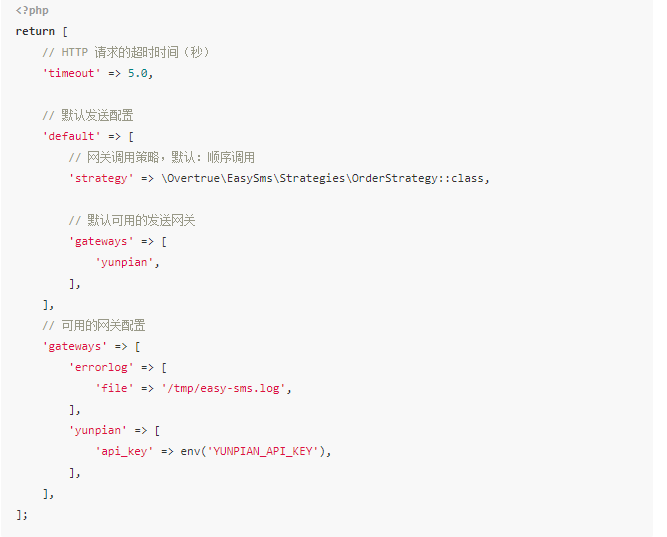 <?php
return [
    // HTTP 请求的超时时间（秒）
    'timeout' => 5.0,

    // 默认发送配置
    'default' => [
        // 网关调用策略，默认：顺序调用
        'strategy' => \Overtrue\EasySms\Strategies\OrderStrategy::class,

        // 默认可用的发送网关
        'gateways' => [
            'yunpian',
        ],
    ],
    // 可用的网关配置
    'gateways' => [
        'errorlog' => [
            'file' => '/tmp/easy-sms.log',
        ],
        'yunpian' => [
            'api_key' => env('YUNPIAN_API_KEY'),
        ],
    ],
];